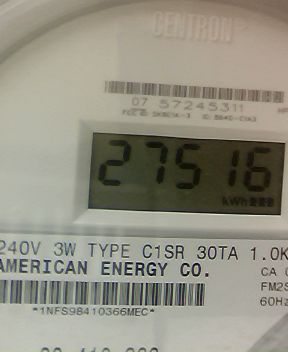 CENTRON
07 57245311
27516
kWh
240V 3W TYPE C1SR 30TA 1.0K
AMERICAN ENERGY CO.
CA
FM2S
60Hz
*1NFS98410366MEC*